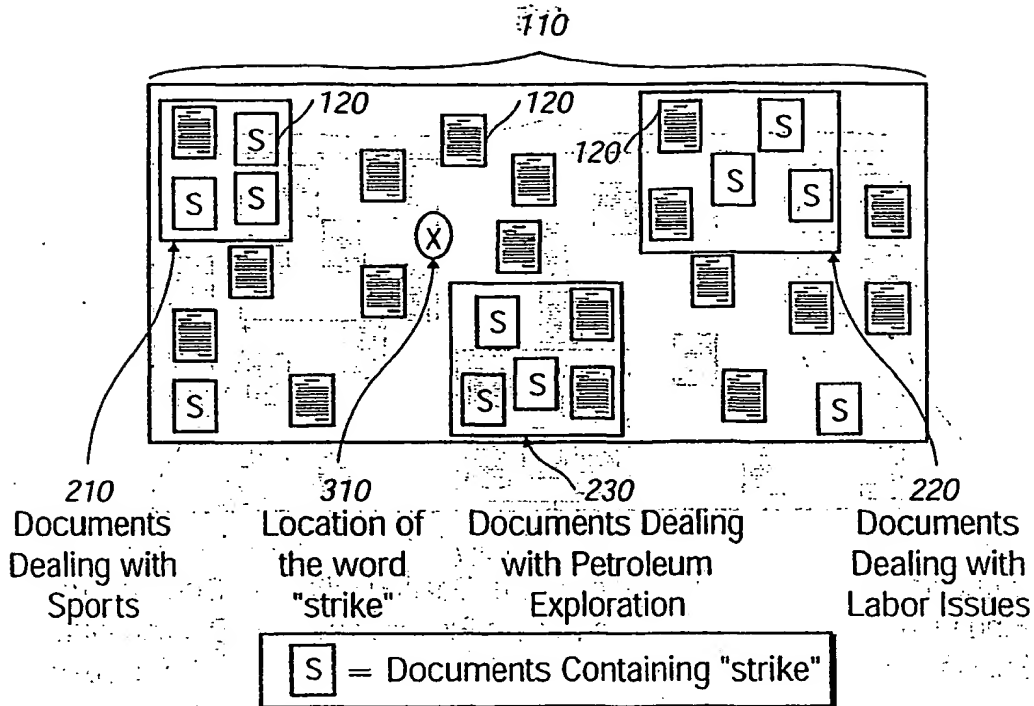 110
120
120
120
S
S
S
S
S
S
X
S
S
S
S
S
210
310
230
220
Documents
Dealing with
Sports
Location of
the word
"strike"
Documents Dealing
with Petroleum
Exploration
Documents
Dealing with
Labor Issues
S = Documents Containing "strike"